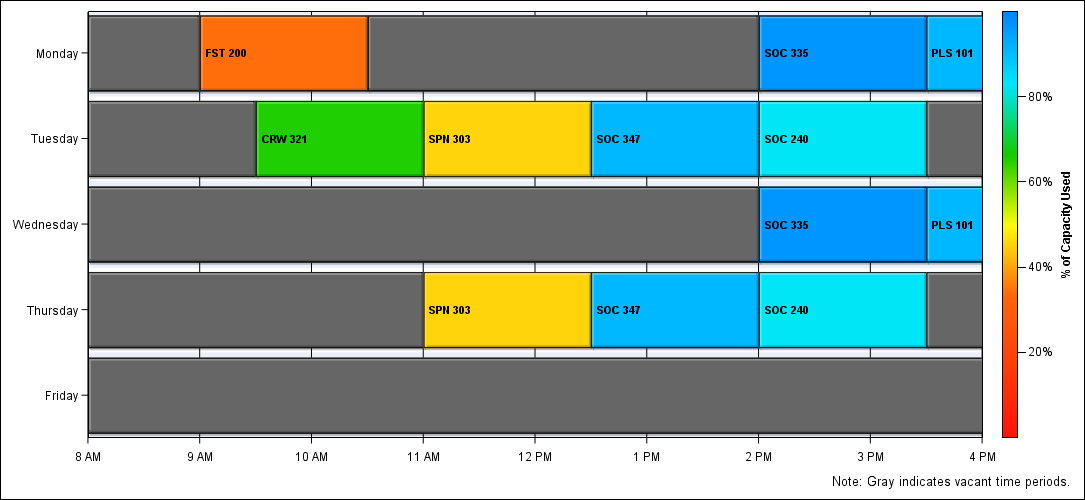 Monday
FST 200
SOC 335
PLS 101
Tuesday
CRW 321
SPN 303
SOC 347
SOC 240
Wednesday
SOC 335
PLS 101
Thursday
SPN 303
SOC 347
SOC 240
Friday
8 AM
9 AM
10 AM
11 AM
12 PM
1 PM
2 PM
3 PM
4 PM
80%
60%
40%
20%
% of Capacity Used
Note: Gray indicates vacant time periods.